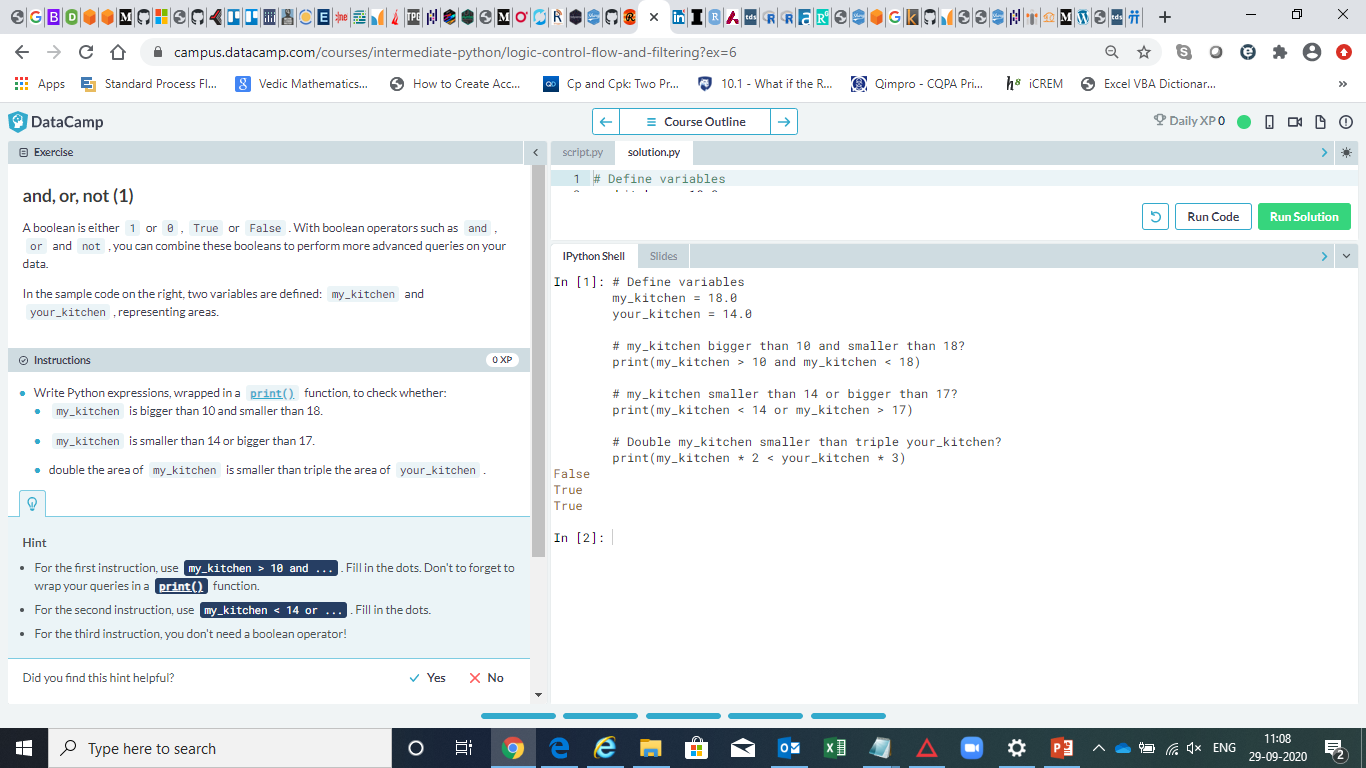 campus.datacamp.com/courses/intermediate-python/logic-control-flow-and-filtering?ex=6
Apps
Standard Process Fl...
Vedic Mathematics...
How to Create Acc...
Cp and Cpk: Two Pr...
10.1 - What if the R...
Qimpro - CQPA Pri...
iCREM
Excel VBA Dictionar...
»
DataCamp
Course Outline
Daily XP 0
Exercise
and, or, not (1)
A boolean is either 1 or 0 , True or False . With boolean operators such as and ,
or and not , you can combine these booleans to perform more advanced queries on your
data.
In the sample code on the right, two variables are defined: my_kitchen and
your_kitchen , representing areas.
Instructions
0 XP
Write Python expressions, wrapped in a print() function, to check whether:
my_kitchen is bigger than 10 and smaller than 18.
my_kitchen is smaller than 14 or bigger than 17.
double the area of my_kitchen is smaller than triple the area of your_kitchen .
Hint
For the first instruction, use my_kitchen > 10 and ... . Fill in the dots. Don't to forget to
wrap your queries in a print() function.
For the second instruction, use my_kitchen < 14 or ... . Fill in the dots.
For the third instruction, you don't need a boolean operator!
Did you find this hint helpful?
Yes
No
script.py
solution.py
1 # Define variables
Run Code
Run Solution
IPython Shell
Slides
In [1]: # Define variables
my_kitchen = 18.0
your_kitchen = 14.0
# my_kitchen bigger than 10 and smaller than 18?
print(my_kitchen > 10 and my_kitchen < 18)
# my_kitchen smaller than 14 or bigger than 17?
print(my_kitchen < 14 or my_kitchen > 17)
# Double my_kitchen smaller than triple your_kitchen?
print(my_kitchen * 2 < your_kitchen * 3)
False
True
True
In [2]:
Type here to search
ENG
11:08
29-09-2020
2